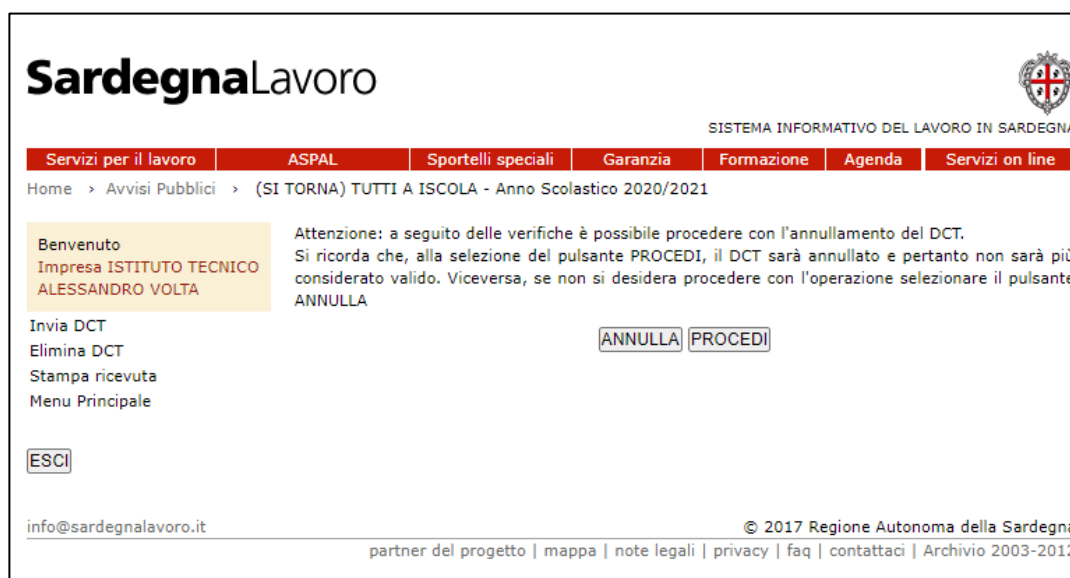 SardegnaLavoro
SISTEMA INFORMATIVO DEL LAVORO IN SARDEGNA
Servizi per il lavoro ASPAL Sportelli speciali Garanzia Formazione Agenda Servizi on line
Home › Avvisi Pubblici › (SI TORNA) TUTTI A ISCOLA - Anno Scolastico 2020/2021
Benvenuto
Impresa ISTITUTO TECNICO
ALESSANDRO VOLTA
Attenzione: a seguito delle verifiche è possibile procedere con l'annullamento del DCT.
Si ricorda che, alla selezione del pulsante PROCEDI, il DCT sarà annullato e pertanto non sarà più
considerato valido. Viceversa, se non si desidera procedere con l'operazione selezionare il pulsante
ANNULLA
ANNULLA PROCEDI
Invia DCT
Elimina DCT
Stampa ricevuta
Menu Principale
ESCI
info@sardegnalavoro.it © 2017 Regione Autonoma della Sardegna
partner del progetto | mappa | note legali | privacy | faq | contattaci | Archivio 2003-2012